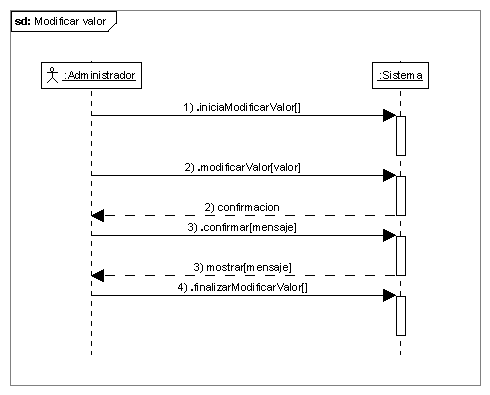 sd: Modificar valor
:Administrador
:Sistema
1) .iniciaModificarValor[]
2) .modificarValor[valor]
2) confirmacion
3) .confirmar[mensaje]
3) mostrar[mensaje]
4) .finalizarModificarValor[]